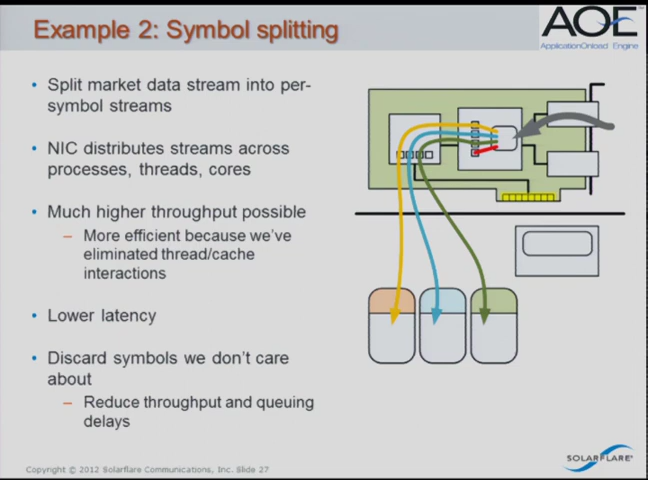 Example 2: Symbol splitting
AOE
ApplicationOnload Engine
• Split market data stream into per-
symbol streams
• NIC distributes streams across
processes, threads, cores
• Much higher throughput possible
– More efficient because we've
eliminated thread/cache
interactions
• Lower latency
• Discard symbols we don't care
about
– Reduce throughput and queuing
delays
Copyright © 2012 Solarflare Communications, Inc. Slide 27
SOLARFLARE